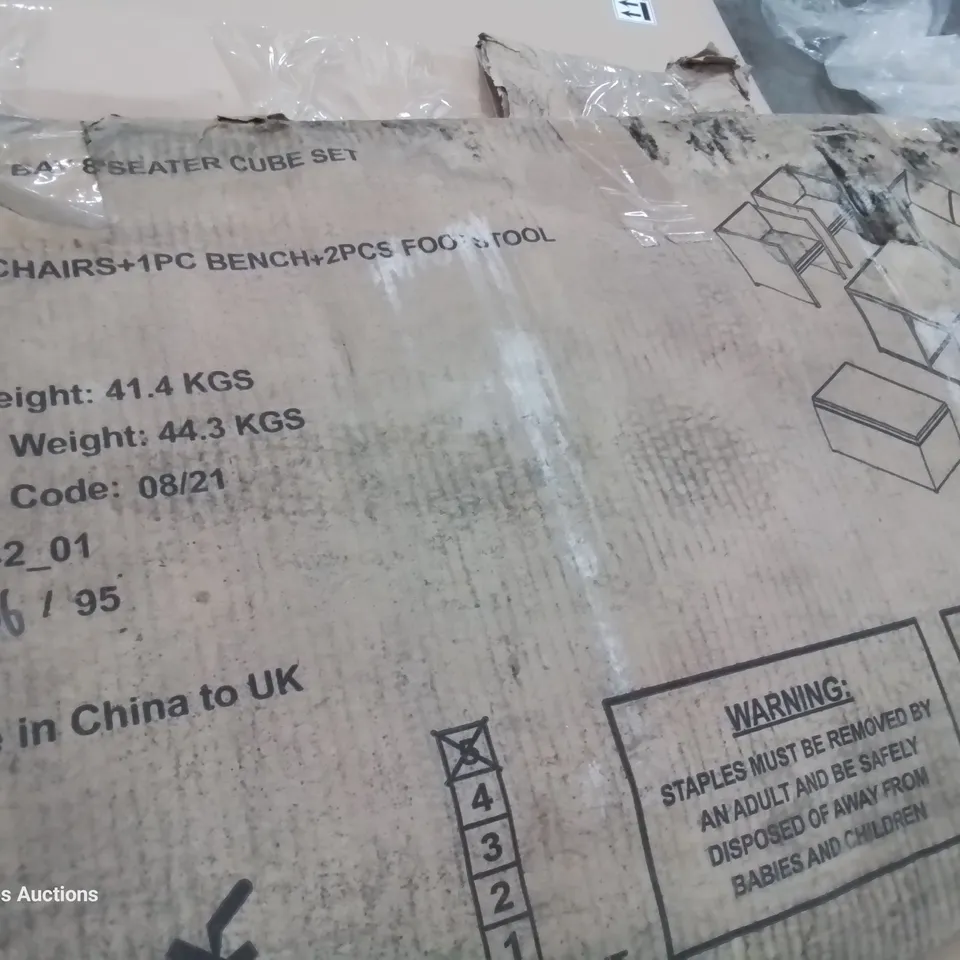 8 SEATER CUBE SET
CHAIRS+1PC BENCH+2PCS FOOTSTOOL
eight: 41.4 KGS
Weight: 44.3 KGS
Code: 08/21
2_01
6 / 95
in China to UK
5
4
3
2
1
WARNING:
STAPLES MUST BE REMOVED BY
AN ADULT AND BE SAFELY
DISPOSED OF AWAY FROM
BABIES AND CHILDREN
s Auctions